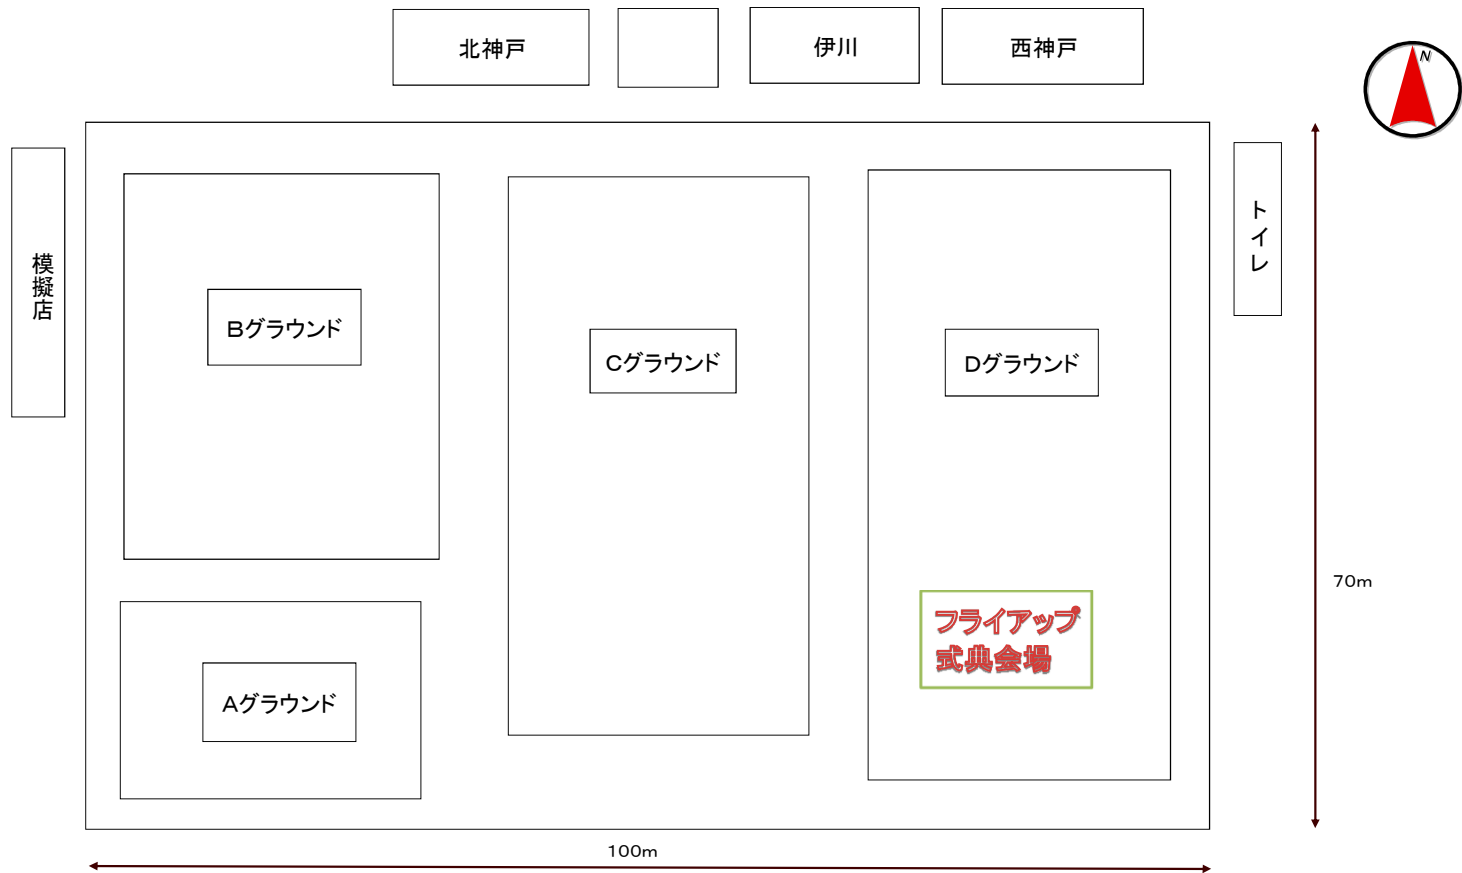 北神戸
伊川
西神戸
N
模擬店
トイレ
Bグラウンド
Cグラウンド
Dグラウンド
70m
フライアップ
式典会場
Aグラウンド
100m